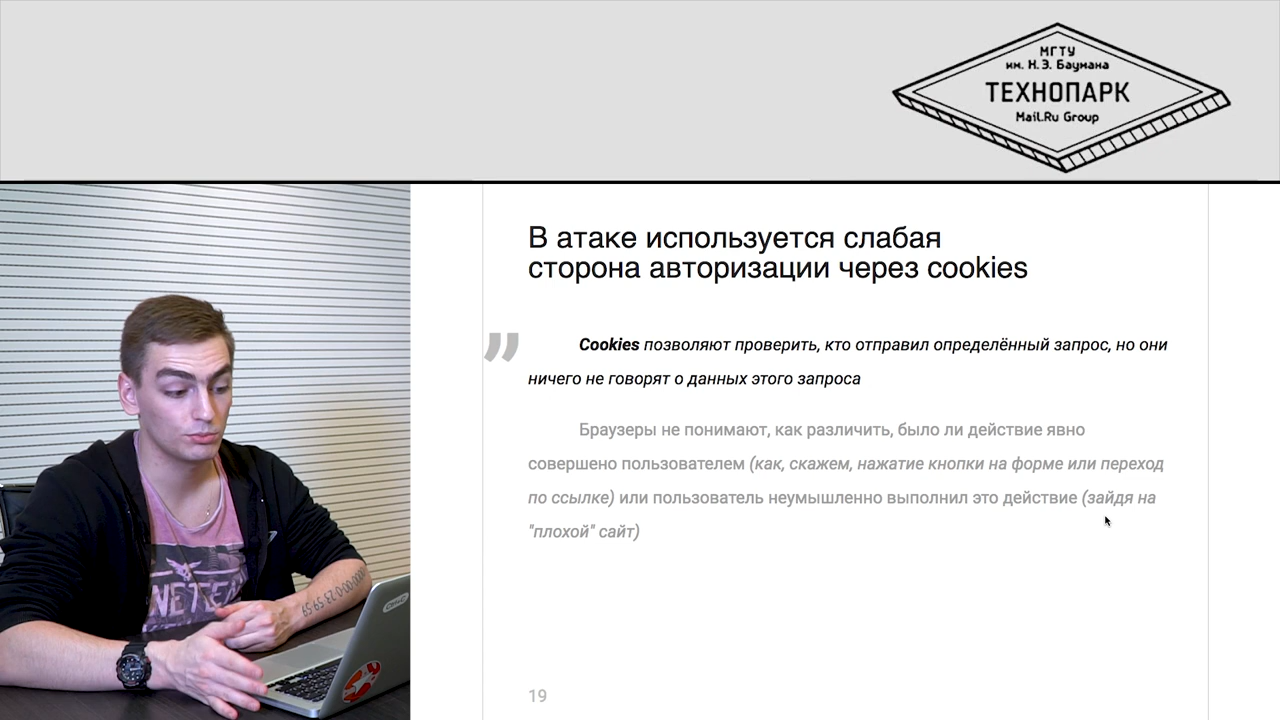 МГТУ
им. Н.Э. Баумана
ТЕХНОПАРК
Mail.Ru Group
В атаке используется слабая
сторона авторизации через cookies
" Cookies позволяют проверить, кто отправил определённый запрос, но они
ничего не говорят о данных этого запроса
Браузеры не понимают, как различить, было ли действие явно
совершено пользователем (как, скажем, нажатие кнопки на форме или переход
по ссылке) или пользователь неумышленно выполнил это действие (зайдя на
"плохой" сайт)
19